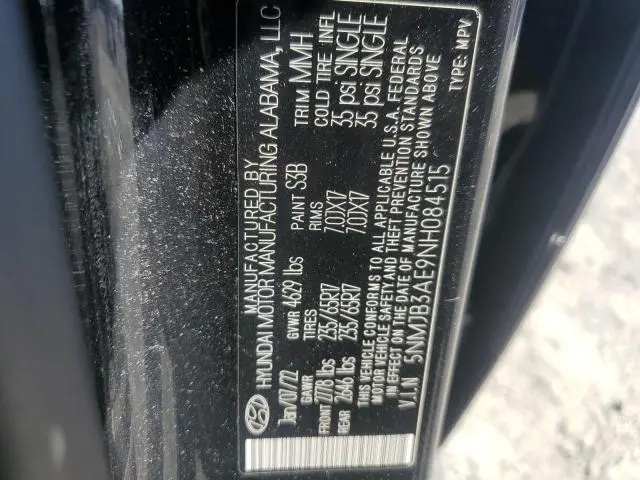 MANUFACTURED BY
HYUNDAI MOTOR MANUFACTURING ALABAMA, LLC
Jan/07/22 GVWR 4629 lbs PAINT S3B TRIM MMH
GAWR TIRES RIMS COLD TIRE INFL
FRONT 2778 lbs 235/65R17 7.0JX17 35 psi. SINGLE
REAR 2646 lbs 235/65R17 7.0JX17 35 psi. SINGLE
THIS VEHICLE CONFORMS TO ALL APPLICABLE U.S.A. FEDERAL
MOTOR VEHICLE SAFETY AND THEFT PREVENTION STANDARDS
IN EFFECT ON THE DATE OF MANUFACTURE SHOWN ABOVE
V.I.N 5NMJB3AE9NH084515 TYPE: MPV